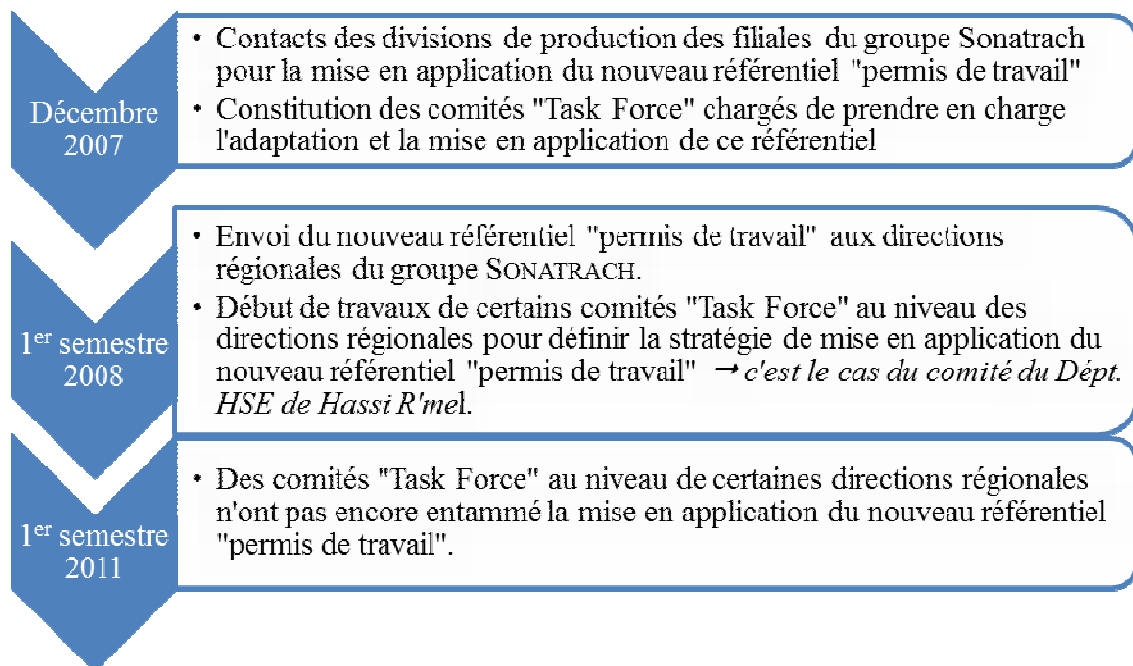 Décembre
2007
• Contacts des divisions de production des filiales du groupe Sonatrach
pour la mise en application du nouveau référentiel "permis de travail"
• Constitution des comités "Task Force" chargés de prendre en charge
l'adaptation et la mise en application de ce référentiel
1er semestre
2008
• Envoi du nouveau référentiel "permis de travail" aux directions
régionales du groupe SONATRACH.
• Début de travaux de certains comités "Task Force" au niveau des
directions régionales pour définir la stratégie de mise en application du
nouveau référentiel "permis de travail" → c'est le cas du comité du Dépt.
HSE de Hassi R'mel.
1er semestre
2011
• Des comités "Task Force" au niveau de certaines directions régionales
n'ont pas encore entammé la mise en application du nouveau référentiel
"permis de travail".